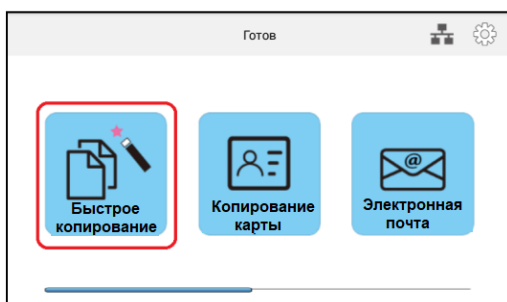 Готов
Быстрое
копирование
Копирование
карты
@
Электронная
почта